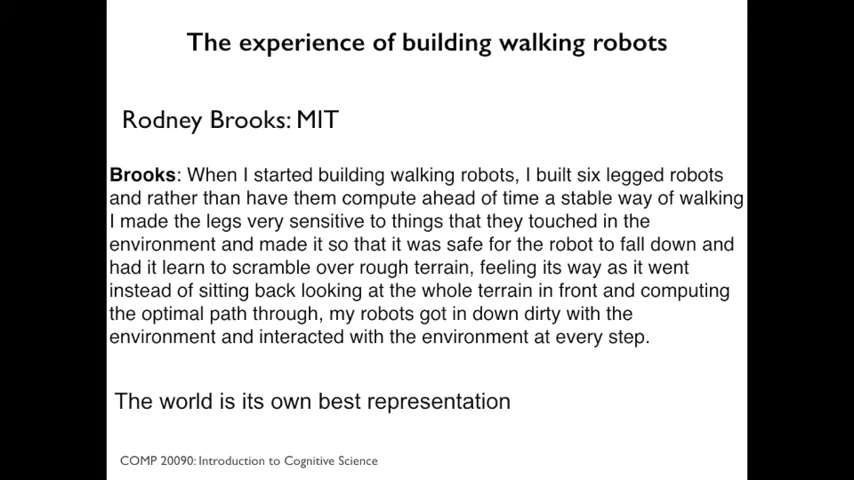 The experience of building walking robots
Rodney Brooks: MIT
Brooks: When I started building walking robots, I built six legged robots
and rather than have them compute ahead of time a stable way of walking
I made the legs very sensitive to things that they touched in the
environment and made it so that it was safe for the robot to fall down and
had it learn to scramble over rough terrain, feeling its way as it went
instead of sitting back looking at the whole terrain in front and computing
the optimal path through, my robots got in down dirty with the
environment and interacted with the environment at every step.
The world is its own best representation
COMP 20090: Introduction to Cognitive Science